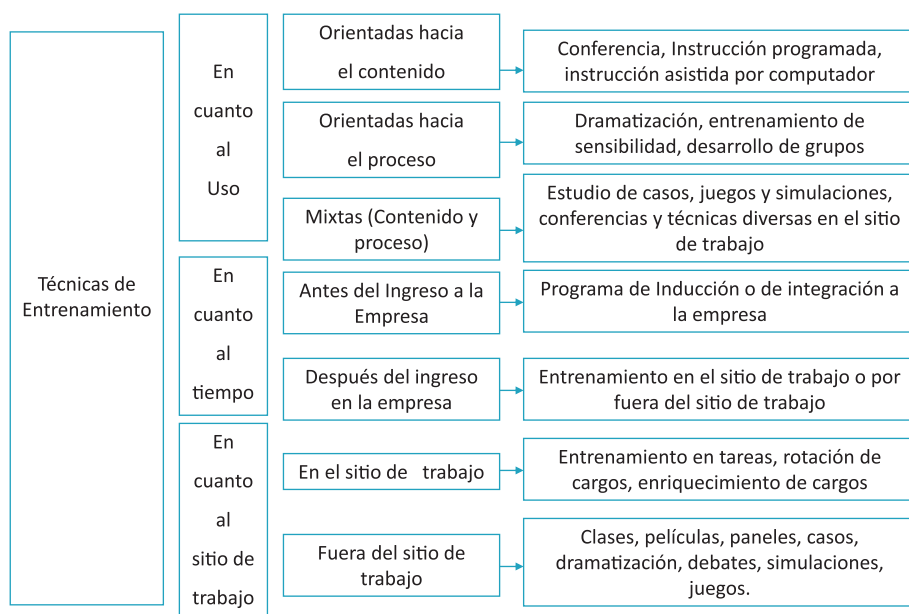 Técnicas de
Entrenamiento
En
cuanto
al
Uso
Orientadas hacia
el contenido
Conferencia, Instrucción programada,
instrucción asistida por computador
Orientadas hacia
el proceso
Dramatización, entrenamiento de
sensibilidad, desarrollo de grupos
Mixtas (Contenido y
proceso)
Estudio de casos, juegos y simulaciones,
conferencias y técnicas diversas en el sitio
de trabajo
En
cuanto
al
tiempo
Antes del Ingreso a la
Empresa
Programa de Inducción o de integración a
la empresa
Después del ingreso
en la empresa
Entrenamiento en el sitio de trabajo o por
fuera del sitio de trabajo
En
cuanto
al
sitio de
trabajo
En el sitio de trabajo
Entrenamiento en tareas, rotación de
cargos, enriquecimiento de cargos
Fuera del sitio de
trabajo
Clases, películas, paneles, casos,
dramatización, debates, simulaciones,
juegos.